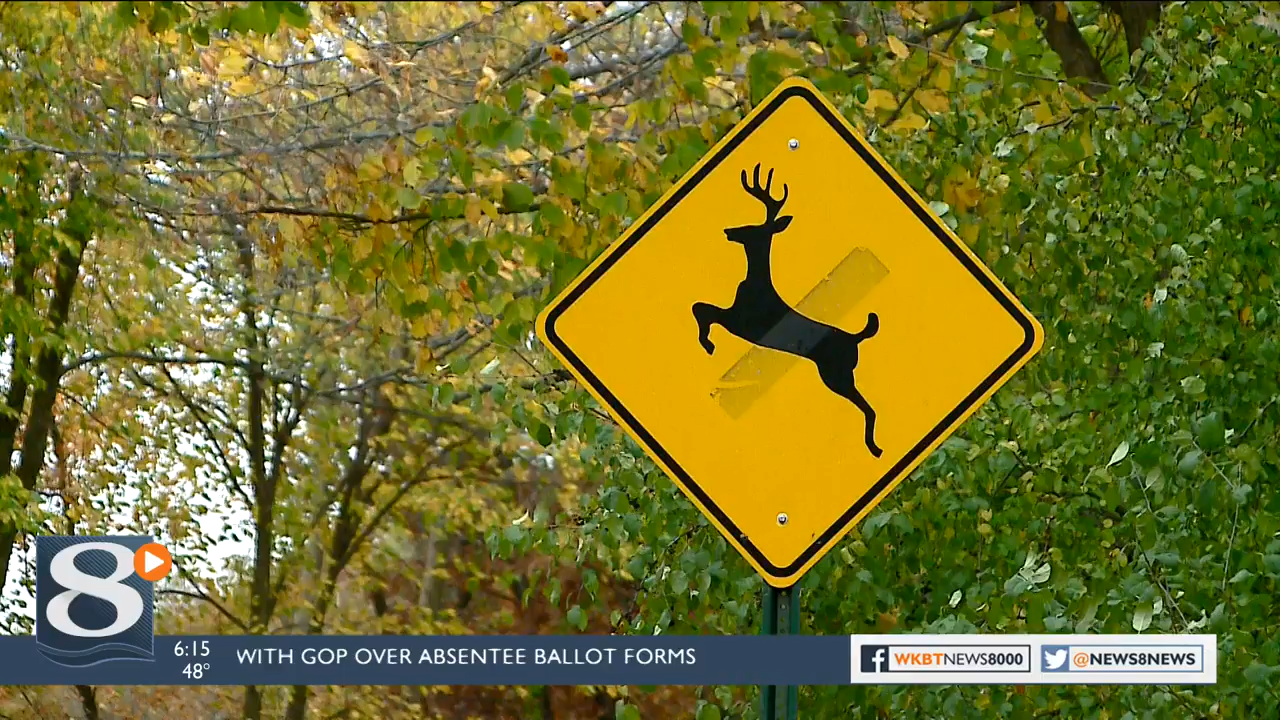 8
6:15
48°
WITH GOP OVER ABSENTEE BALLOT FORMS
WKBTNEWS8000
@NEWS8NEWS